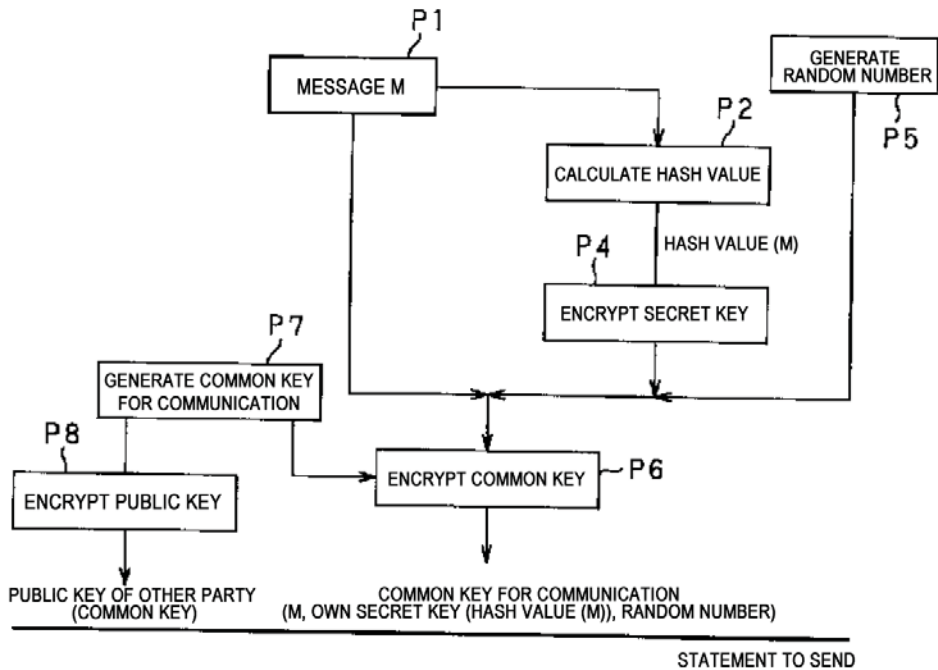 P1
MESSAGE M
GENERATE
RANDOM NUMBER
P5
P2
CALCULATE HASH VALUE
HASH VALUE (M)
P4
ENCRYPT SECRET KEY
P7
GENERATE COMMON KEY
FOR COMMUNICATION
P8
ENCRYPT PUBLIC KEY
ENCRYPT COMMON KEY
P6
PUBLIC KEY OF OTHER PARTY
(COMMON KEY)
COMMON KEY FOR COMMUNICATION
(M, OWN SECRET KEY (HASH VALUE (M)), RANDOM NUMBER)
STATEMENT TO SEND